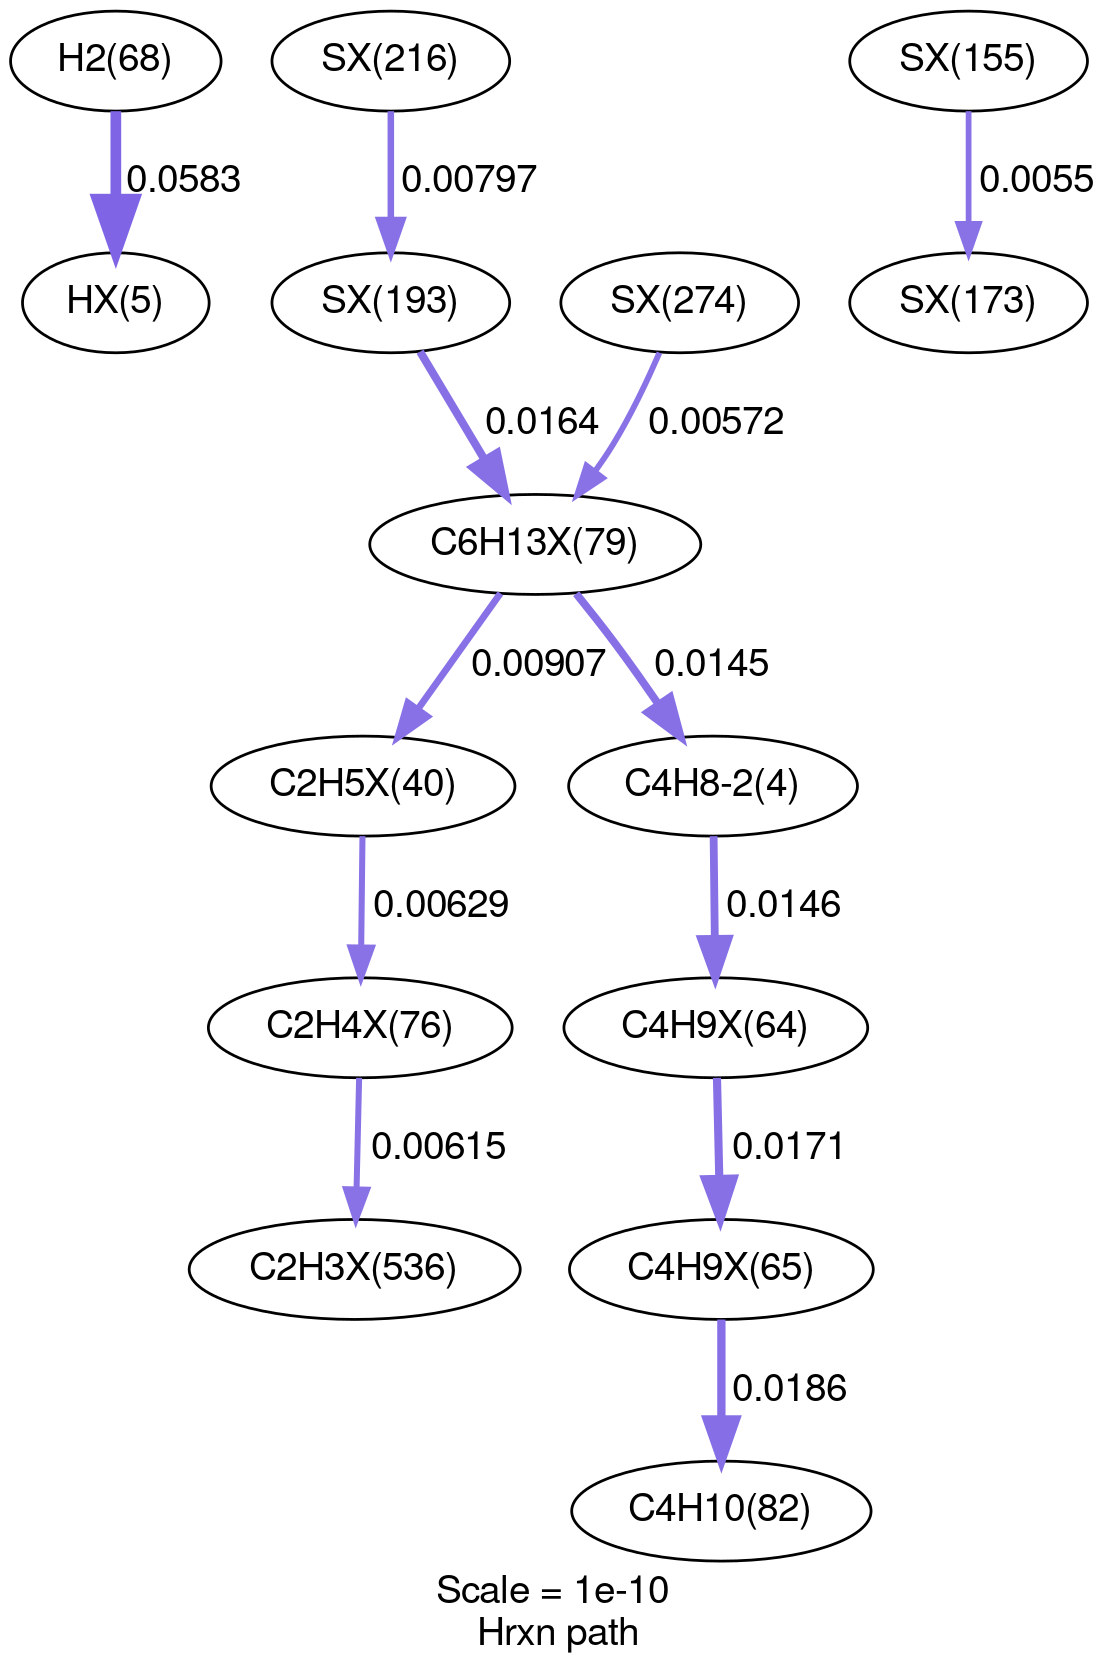 H2(68)
SX(216)
SX(155)
0.0583
0.00797
0.0055
HX(5)
SX(193)
SX(274)
SX(173)
0.0164
0.00572
C6H13X(79)
0.00907
0.0145
C2H5X(40)
C4H8-2(4)
0.00629
0.0146
C2H4X(76)
C4H9X(64)
0.00615
0.0171
C2H3X(536)
C4H9X(65)
0.0186
C4H10(82)
Scale = 1e-10
Hrxn path